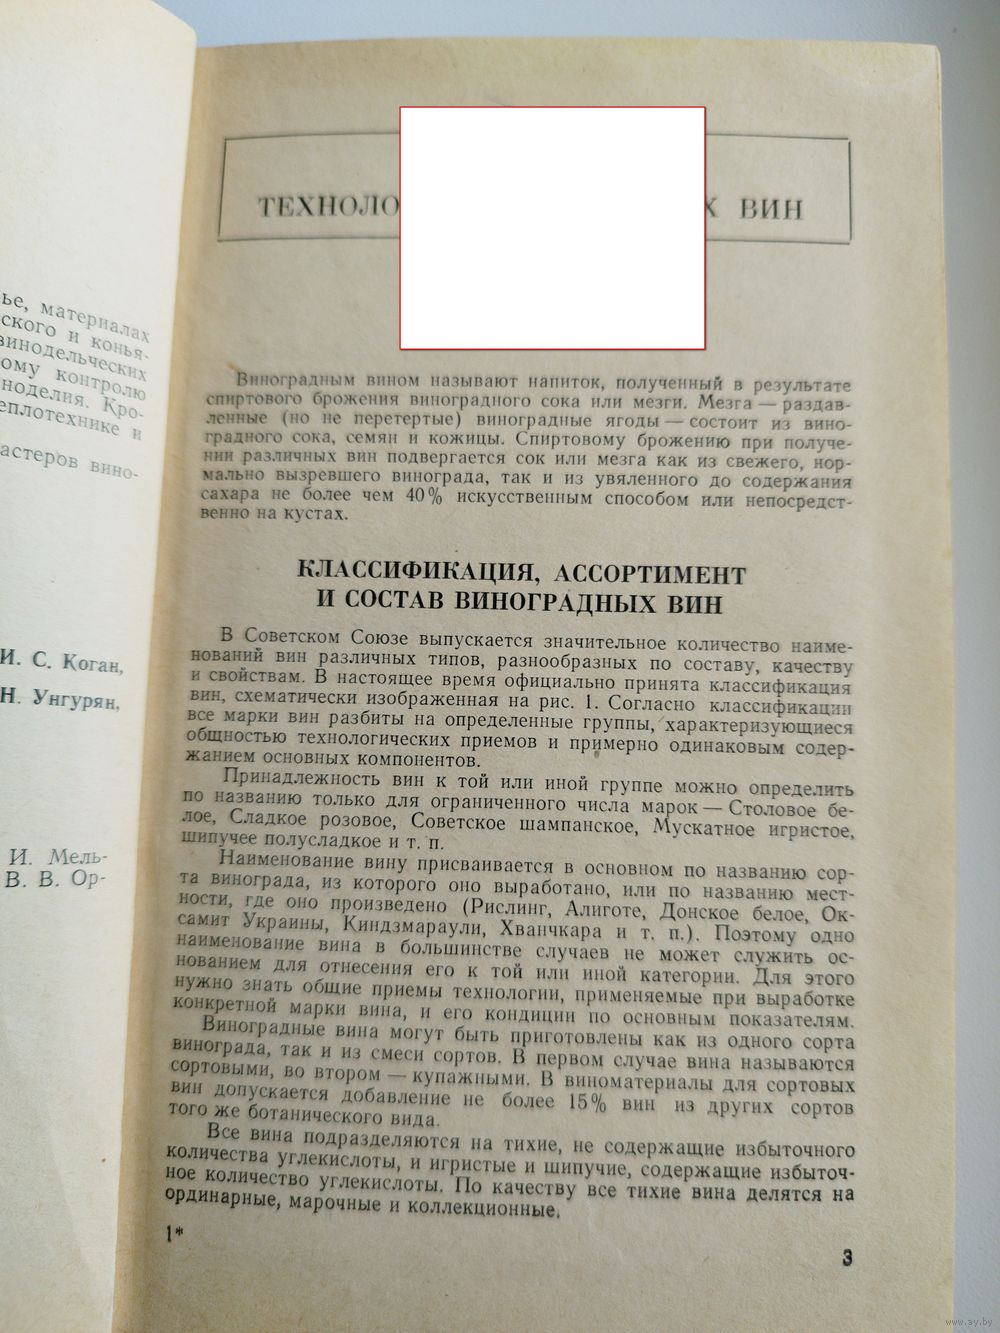 ье, материалах
ского и конья-
винодельческих
ому контролю
ноделия. Кро-
еплотехнике и
астеров вино-
И. С. Коган,
Н. Унгурян,
И. Мель-
В. В. Ор-
ТЕХНОЛО Х ВИН
Виноградным вином называют напиток, полученный в результате
спиртового брожения виноградного сока или мезги. Мезга — раздав-
ленные (но не перетертые) виноградные ягоды — состоит из вино-
градного сока, семян и кожицы. Спиртовому брожению при получе-
нии различных вин подвергается сок или мезга как из свежего, нор-
мально вызревшего винограда, так и из увяленного до содержания
сахара не более чем 40% искусственным способом или непосредст-
венно на кустах.
КЛАССИФИКАЦИЯ, АССОРТИМЕНТ
И СОСТАВ ВИНОГРАДНЫХ ВИН
В Советском Союзе выпускается значительное количество наиме-
нований вин различных типов, разнообразных по составу, качеству
и свойствам. В настоящее время официально принята классификация
вин, схематически изображенная на рис. 1. Согласно классификации
все марки вин разбиты на определенные группы, характеризующиеся
общностью технологических приемов и примерно одинаковым содер-
жанием основных компонентов.
Принадлежность вин к той или иной группе можно определить
по названию только для ограниченного числа марок — Столовое бе-
лое, Сладкое розовое, Советское шампанское, Мускатное игристое,
шипучее полусладкое и т. п.
Наименование вину присваивается в основном по названию сор-
та винограда, из которого оно выработано, или по названию мест-
ности, где оно произведено (Рислинг, Алиготе, Донское белое, Ок-
самит Украины, Киндзмараули, Хванчкара и т. п.). Поэтому одно
наименование вина в большинстве случаев не может служить ос-
нованием для отнесения его к той или иной категории. Для этого
нужно знать общие приемы технологии, применяемые при выработке
конкретной марки вина, и его кондиции по основным показателям.
Виноградные вина могут быть приготовлены как из одного сорта
винограда, так и из смеси сортов. В первом случае вина называются
сортовыми, во втором — купажными. В виноматериалы для сортовых
вин допускается добавление не более 15% вин из других сортов
того же ботанического вида.
Все вина подразделяются на тихие, не содержащие избыточного
количества углекислоты, и игристые и шипучие, содержащие избыточ-
ное количество углекислоты. По качеству все тихие вина делятся на
ординарные, марочные и коллекционные.
1*
3
www.ay.by